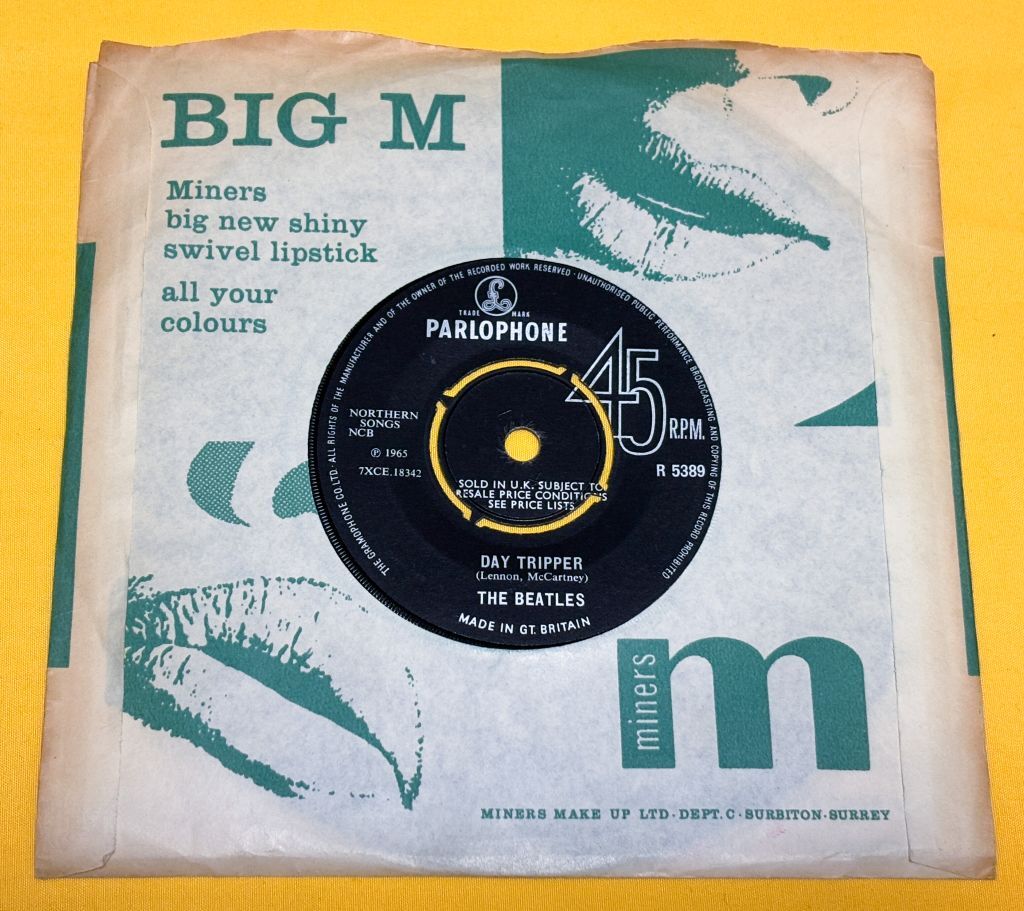 BIG M
Miners
big new shiny
swivel lipstick
all your
colours
THE GRAMOPHONE CO. LTD · ALL RIGHTS OF THE MANUFACTURER AND OF THE OWNER OF THE RECORDED WORK RESERVED · UNAUTHORISED PUBLIC PERFORMANCE BROADCASTING AND COPYING OF THIS RECORD PROHIBITED
£
TRADE MARK
PARLOPHONE
45
R.P.M.
R 5389
NORTHERN
SONGS
NCB
℗ 1965
7XCE.18342
SOLD IN U.K. SUBJECT TO
RESALE PRICE CONDITIONS
SEE PRICE LISTS
DAY TRIPPER
(Lennon, McCartney)
THE BEATLES
MADE IN GT. BRITAIN
miners
m
MINERS MAKE UP LTD · DEPT. C · SURBITON · SURREY